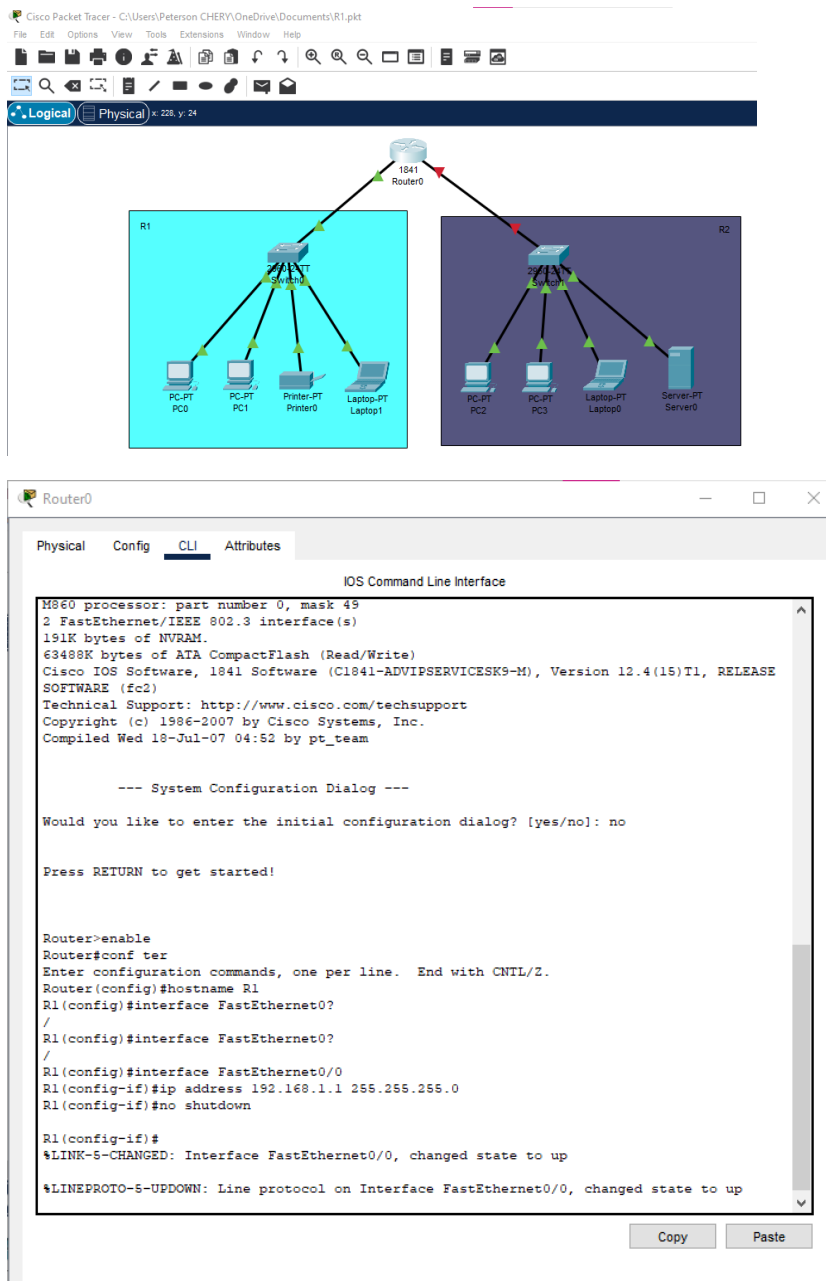 Cisco Packet Tracer - C:\Users\Peterson CHERY\OneDrive\Documents\R1.pkt
File Edit Options View Tools Extensions Window Help
Logical Physical x: 228, y: 24
1841
Router0
R1
R2
2960-24TT
Switch0
2950-24TT
Switch1
PC-PT
PC0
PC-PT
PC1
Printer-PT
Printer0
Laptop-PT
Laptop1
PC-PT
PC2
PC-PT
PC3
Laptop-PT
Laptop0
Server-PT
Server0
Router0
Physical Config CLI Attributes
IOS Command Line Interface
M860 processor: part number 0, mask 49
2 FastEthernet/IEEE 802.3 interface(s)
191K bytes of NVRAM.
63488K bytes of ATA CompactFlash (Read/Write)
Cisco IOS Software, 1841 Software (C1841-ADVIPSERVICESK9-M), Version 12.4(15)T1, RELEASE
SOFTWARE (fc2)
Technical Support: http://www.cisco.com/techsupport
Copyright (c) 1986-2007 by Cisco Systems, Inc.
Compiled Wed 18-Jul-07 04:52 by pt_team
--- System Configuration Dialog ---
Would you like to enter the initial configuration dialog? [yes/no]: no
Press RETURN to get started!
Router>enable
Router#conf ter
Enter configuration commands, one per line. End with CNTL/Z.
Router(config)#hostname R1
R1(config)#interface FastEthernet0?
/
R1(config)#interface FastEthernet0?
/
R1(config)#interface FastEthernet0/0
R1(config-if)#ip address 192.168.1.1 255.255.255.0
R1(config-if)#no shutdown
R1(config-if)#
%LINK-5-CHANGED: Interface FastEthernet0/0, changed state to up
%LINEPROTO-5-UPDOWN: Line protocol on Interface FastEthernet0/0, changed state to up
Copy Paste